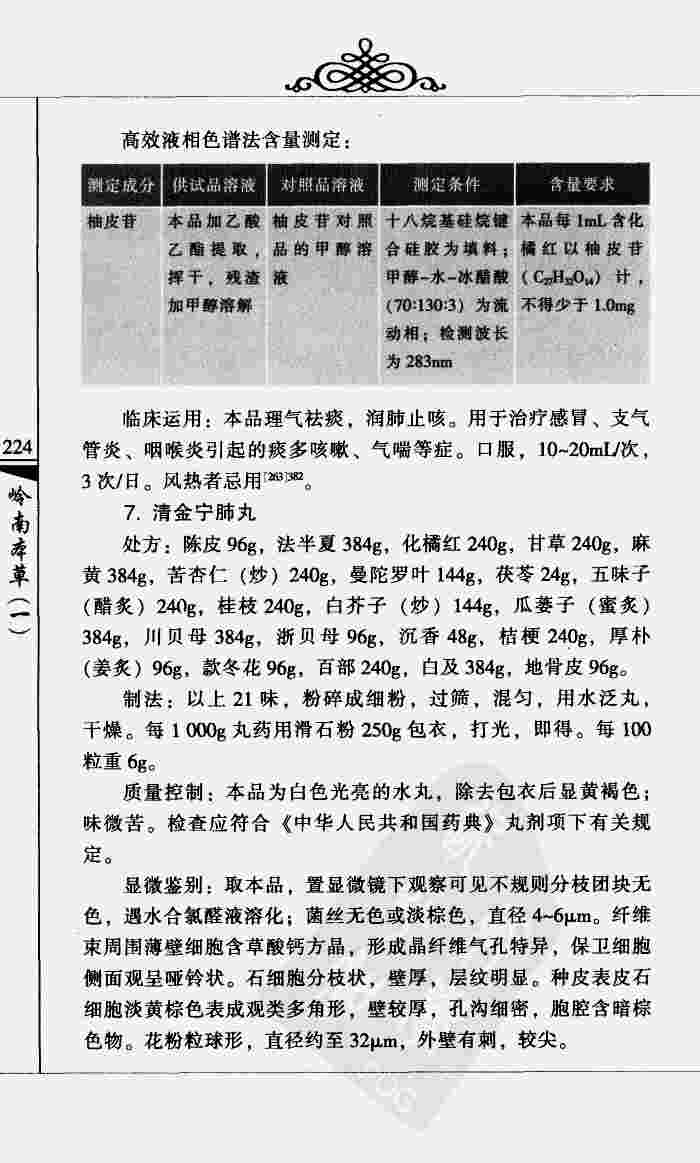 高效液相色谱法含量测定：
测定成分 供试品溶液 对照品溶液 测定条件 含量要求
柚皮苷 本品加乙酸 柚皮苷对照 十八烷基硅烷键 本品每1mL含化
乙酯提取， 品的甲醇溶 合硅胶为填料； 橘红以柚皮苷
挥干，残渣 液 甲醇-水-冰醋酸 （C27H32O14）计，
加甲醇溶解 (70:130:3) 为流 不得少于1.0mg
动相；检测波长
为283nm
临床运用：本品理气祛痰，润肺止咳。用于治疗感冒、支气
管炎、咽喉炎引起的痰多咳嗽、气喘等症。口服，10~20mL/次，
3次/日。风热者忌用[263]382。
7. 清金宁肺丸
处方：陈皮96g，法半夏384g，化橘红240g，甘草240g，麻
黄384g，苦杏仁（炒）240g，曼陀罗叶144g，茯苓24g，五味子
（醋炙）240g，桂枝240g，白芥子（炒）144g，瓜蒌子（蜜炙）
384g，川贝母384g，浙贝母96g，沉香48g，桔梗240g，厚朴
（姜炙）96g，款冬花96g，百部240g，白及384g，地骨皮96g。
制法：以上21味，粉碎成细粉，过筛，混匀，用水泛丸，
干燥。每1 000g丸药用滑石粉250g包衣，打光，即得。每100
粒重6g。
质量控制：本品为白色光亮的水丸，除去包衣后显黄褐色；
味微苦。检查应符合《中华人民共和国药典》丸剂项下有关规
定。
显微鉴别：取本品，置显微镜下观察可见不规则分枝团块无
色，遇水合氯醛液溶化；菌丝无色或淡棕色，直径4~6μm。纤维
束周围薄壁细胞含草酸钙方晶，形成晶纤维气孔特异，保卫细胞
侧面观呈哑铃状。石细胞分枝状，壁厚，层纹明显。种皮表皮石
细胞淡黄棕色表成观类多角形，壁较厚，孔沟细密，胞腔含暗棕
色物。花粉粒球形，直径约至32μm，外壁有刺，较尖。
224
岭南本草（一）